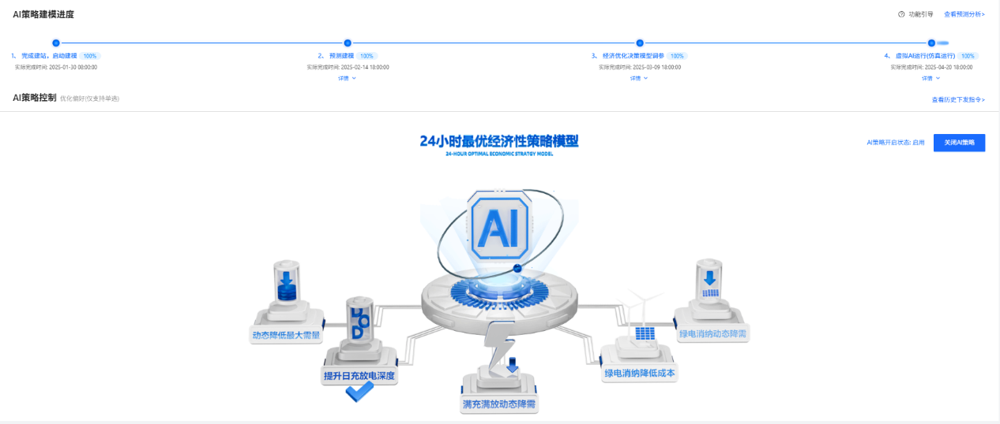 AI策略建模进度
功能引导 查看预测分析>
1、 完成建站，启动建模 100%
实际完成时间: 2025-01-30 08:00:00
2、 预测建模 100%
实际完成时间: 2025-02-14 18:00:00
详情
3、 经济优化决策模型调参 100%
实际完成时间: 2025-03-09 18:00:00
详情
4、 虚拟AI运行(仿真运行) 100%
实际完成时间: 2025-04-20 18:00:00
详情
AI策略控制 优化偏好(仅支持单选)
查看历史下发指令>
24小时最优经济性策略模型
24-HOUR OPTIMAL ECONOMIC STRATGY MODEL
AI策略开启状态: 启用
关闭AI策略
AI
动态降低最大需量
DOD
提升日充放电深度
满充满放动态降需
绿电消纳降低成本
绿电消纳动态降需